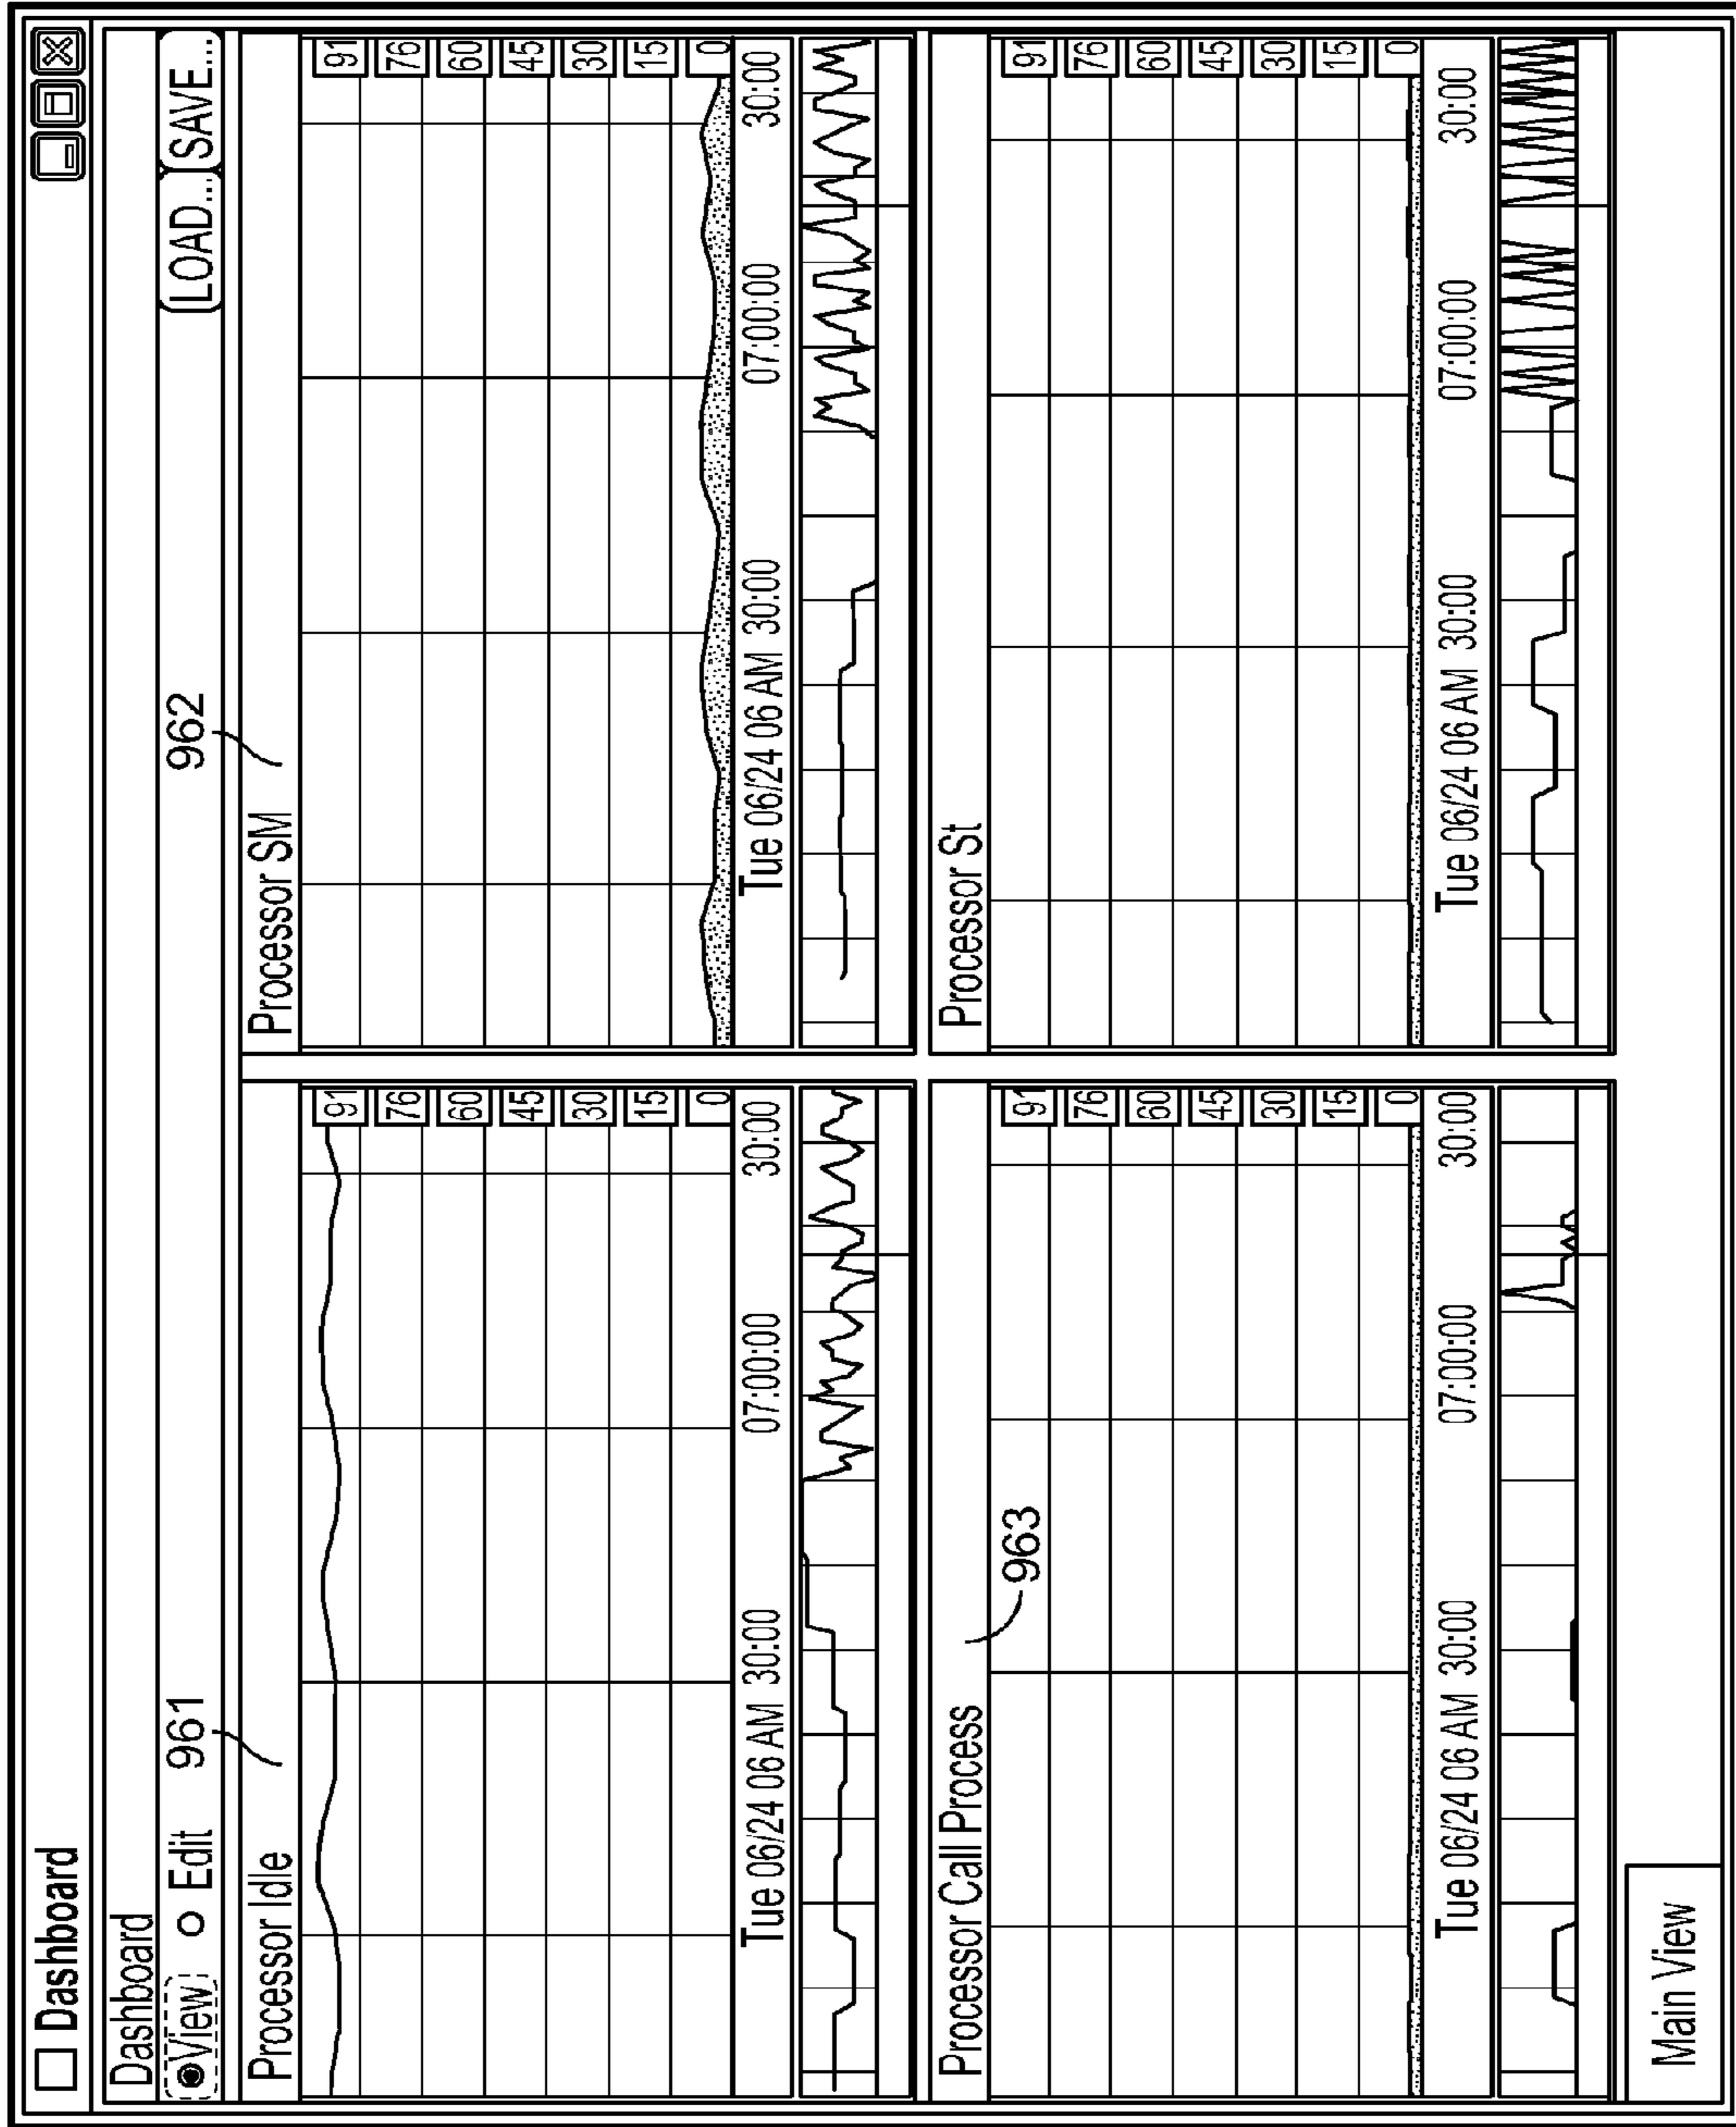 Dashboard
Dashboard
View Edit 961 962 LOAD... SAVE...
Processor Idle
91
76
60
45
30
15
0
Tue 06/24 06 AM 30:00 07:00:00 30:00
Processor SM
91
76
60
45
30
15
0
Tue 06/24 06 AM 30:00 07:00:00 30:00
Processor Call Process
963
91
76
60
45
30
15
0
Tue 06/24 06 AM 30:00 07:00:00 30:00
Processor St
91
76
60
45
30
15
0
Tue 06/24 06 AM 30:00 07:00:00 30:00
Main View